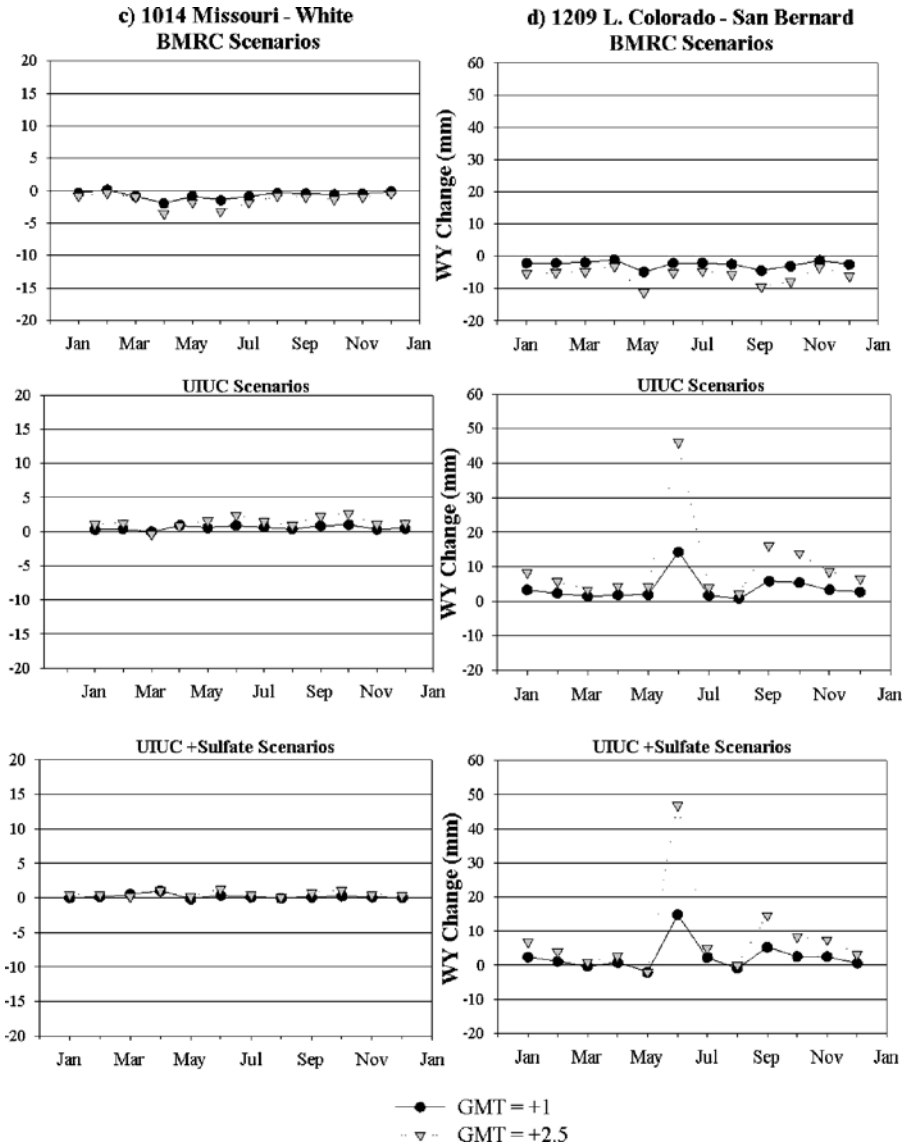 c) 1014 Missouri - White
BMRC Scenarios
20
15
10
5
0
-5
-10
-15
-20
Jan Mar May Jul Sep Nov Jan
d) 1209 L. Colorado - San Bernard
BMRC Scenarios
WY Change (mm)
60
50
40
30
20
10
0
-10
-20
Jan Mar May Jul Sep Nov Jan
UIUC Scenarios
20
15
10
5
0
-5
-10
-15
-20
Jan Mar May Jul Sep Nov Jan
UIUC Scenarios
WY Change (mm)
60
50
40
30
20
10
0
-10
-20
Jan Mar May Jul Sep Nov Jan
UIUC +Sulfate Scenarios
20
15
10
5
0
-5
-10
-15
-20
Jan Mar May Jul Sep Nov Jan
UIUC +Sulfate Scenarios
WY Change (mm)
60
50
40
30
20
10
0
-10
-20
Jan Mar May Jul Sep Nov Jan
GMT = +1
GMT = +2.5